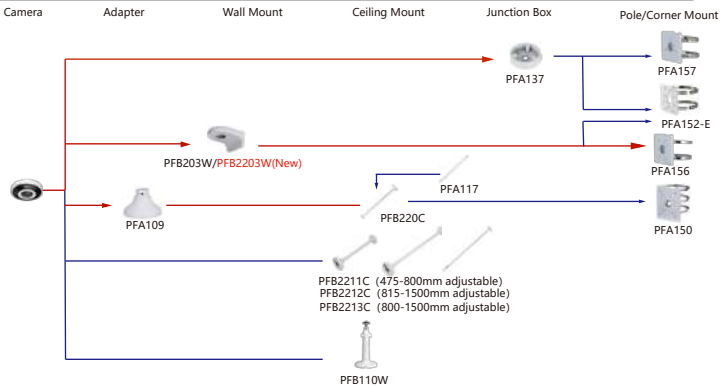 Camera
Adapter
Wall Mount
Ceiling Mount
Junction Box
Pole/Corner Mount
PFA137
PFA157
PFA152-E
PFB203W/PFB2203W(New)
PFA156
PFA117
PFA109
PFB220C
PFA150
PFB2211C (475-800mm adjustable)
PFB2212C (815-1500mm adjustable)
PFB2213C (800-1500mm adjustable)
PFB110W